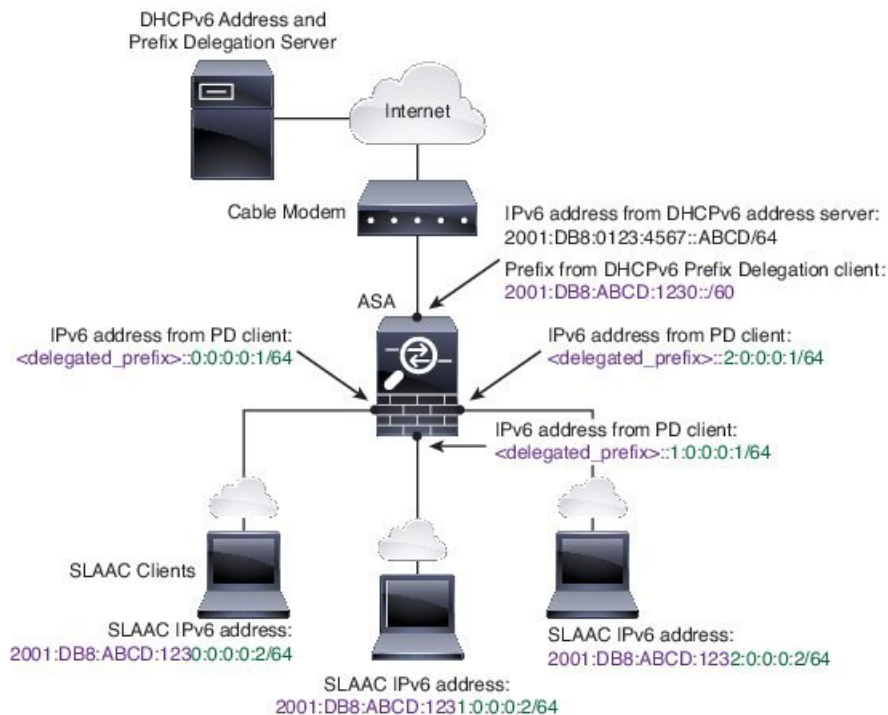 DHCPv6 Address and
Prefix Delegation Server
Internet
Cable Modem
IPv6 address from DHCPv6 address server:
2001:DB8:0123:4567::ABCD/64
Prefix from DHCPv6 Prefix Delegation client:
2001:DB8:ABCD:1230::/60
ASA
IPv6 address from PD client:
<delegated_prefix>::0:0:0:0:1/64
IPv6 address from PD client:
<delegated_prefix>::2:0:0:0:1/64
IPv6 address from PD client:
<delegated_prefix>::1:0:0:0:1/64
SLAAC Clients
SLAAC IPv6 address:
2001:DB8:ABCD:1230:0:0:0:2/64
SLAAC IPv6 address:
2001:DB8:ABCD:1231:0:0:0:2/64
SLAAC IPv6 address:
2001:DB8:ABCD:1232:0:0:0:2/64